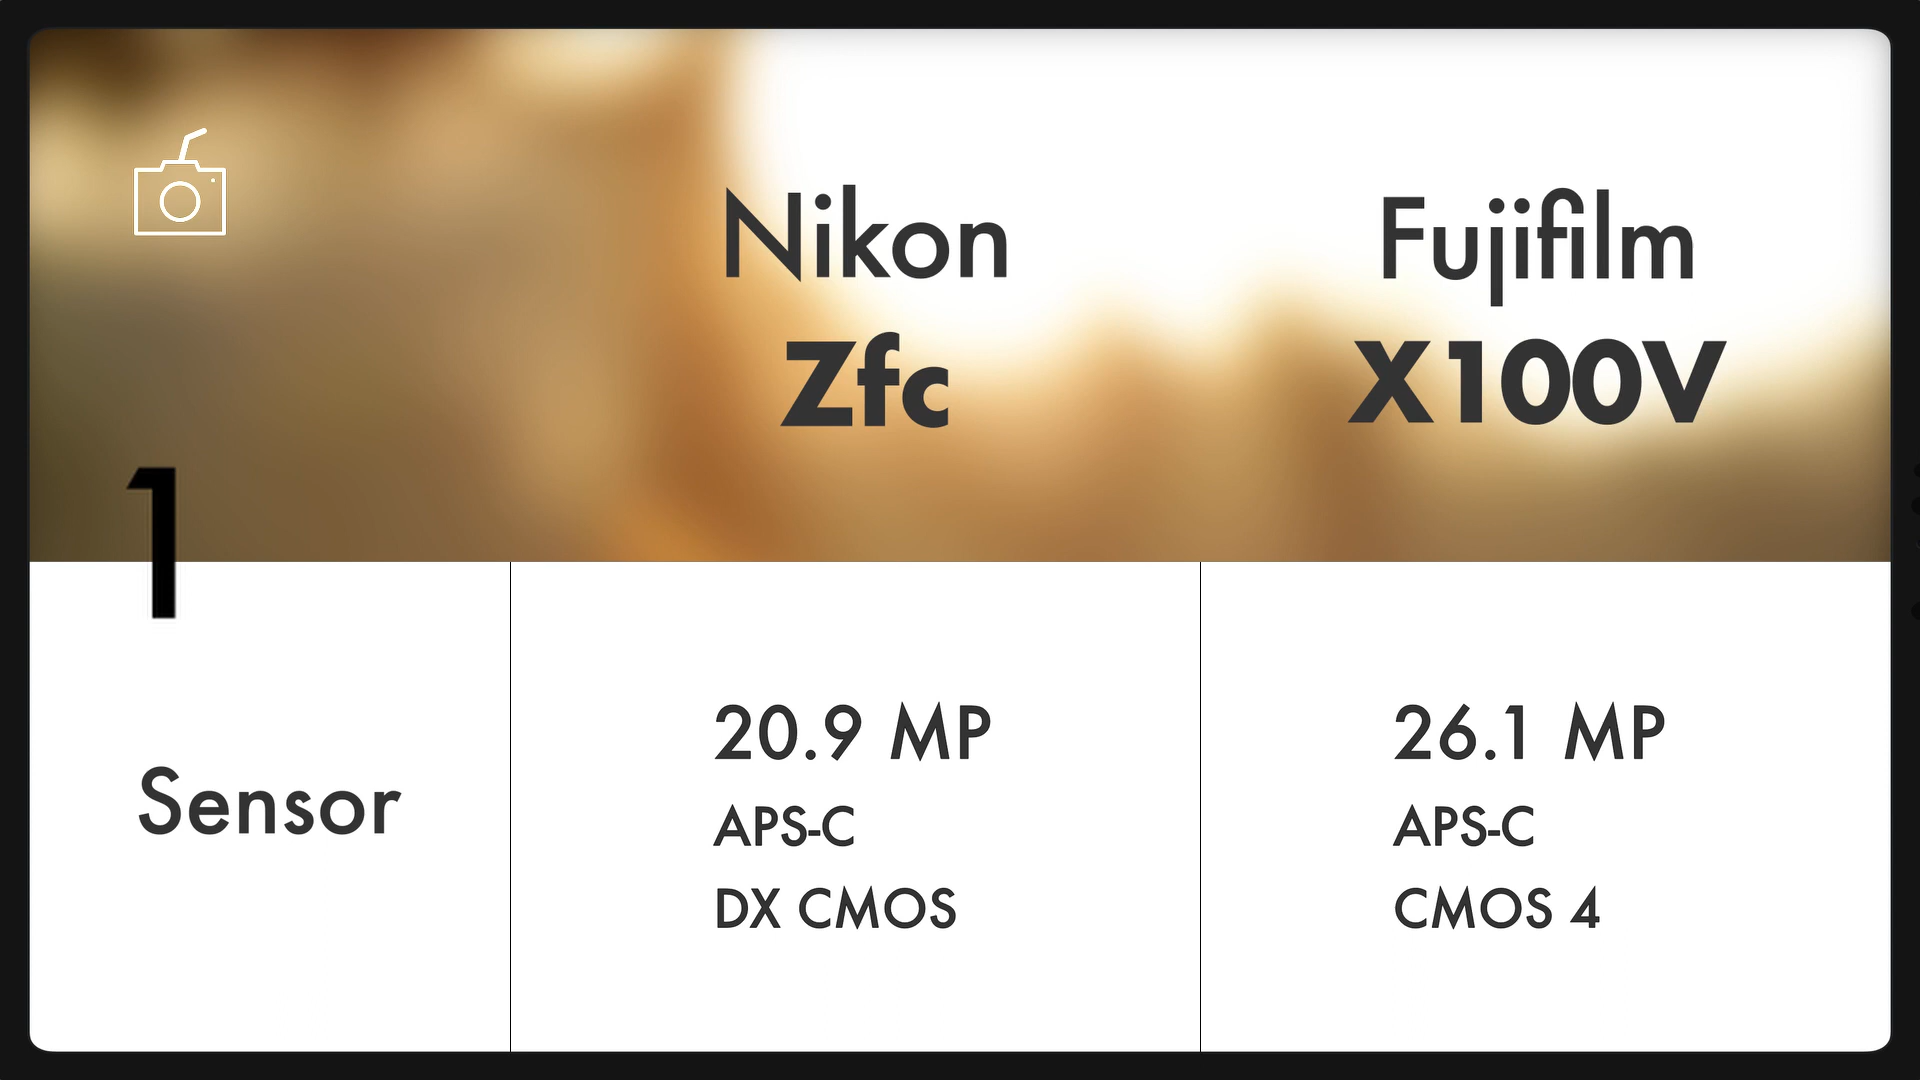 Nikon
Zfc
Fujifilm
X100V
1
Sensor
20.9 MP
APS-C
DX CMOS
26.1 MP
APS-C
CMOS 4